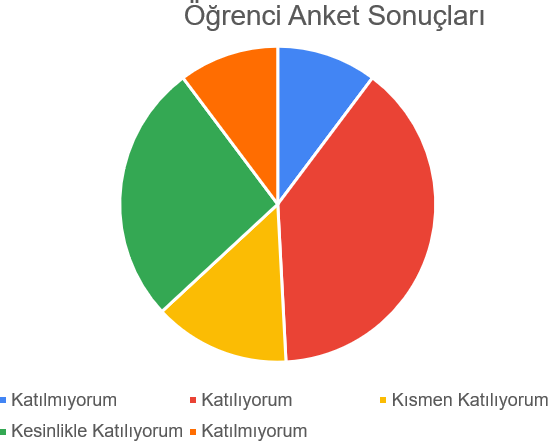 Öğrenci Anket Sonuçları
Katılmıyorum Katılıyorum Kısmen Katılıyorum
Kesinlikle Katılıyorum Katılmıyorum